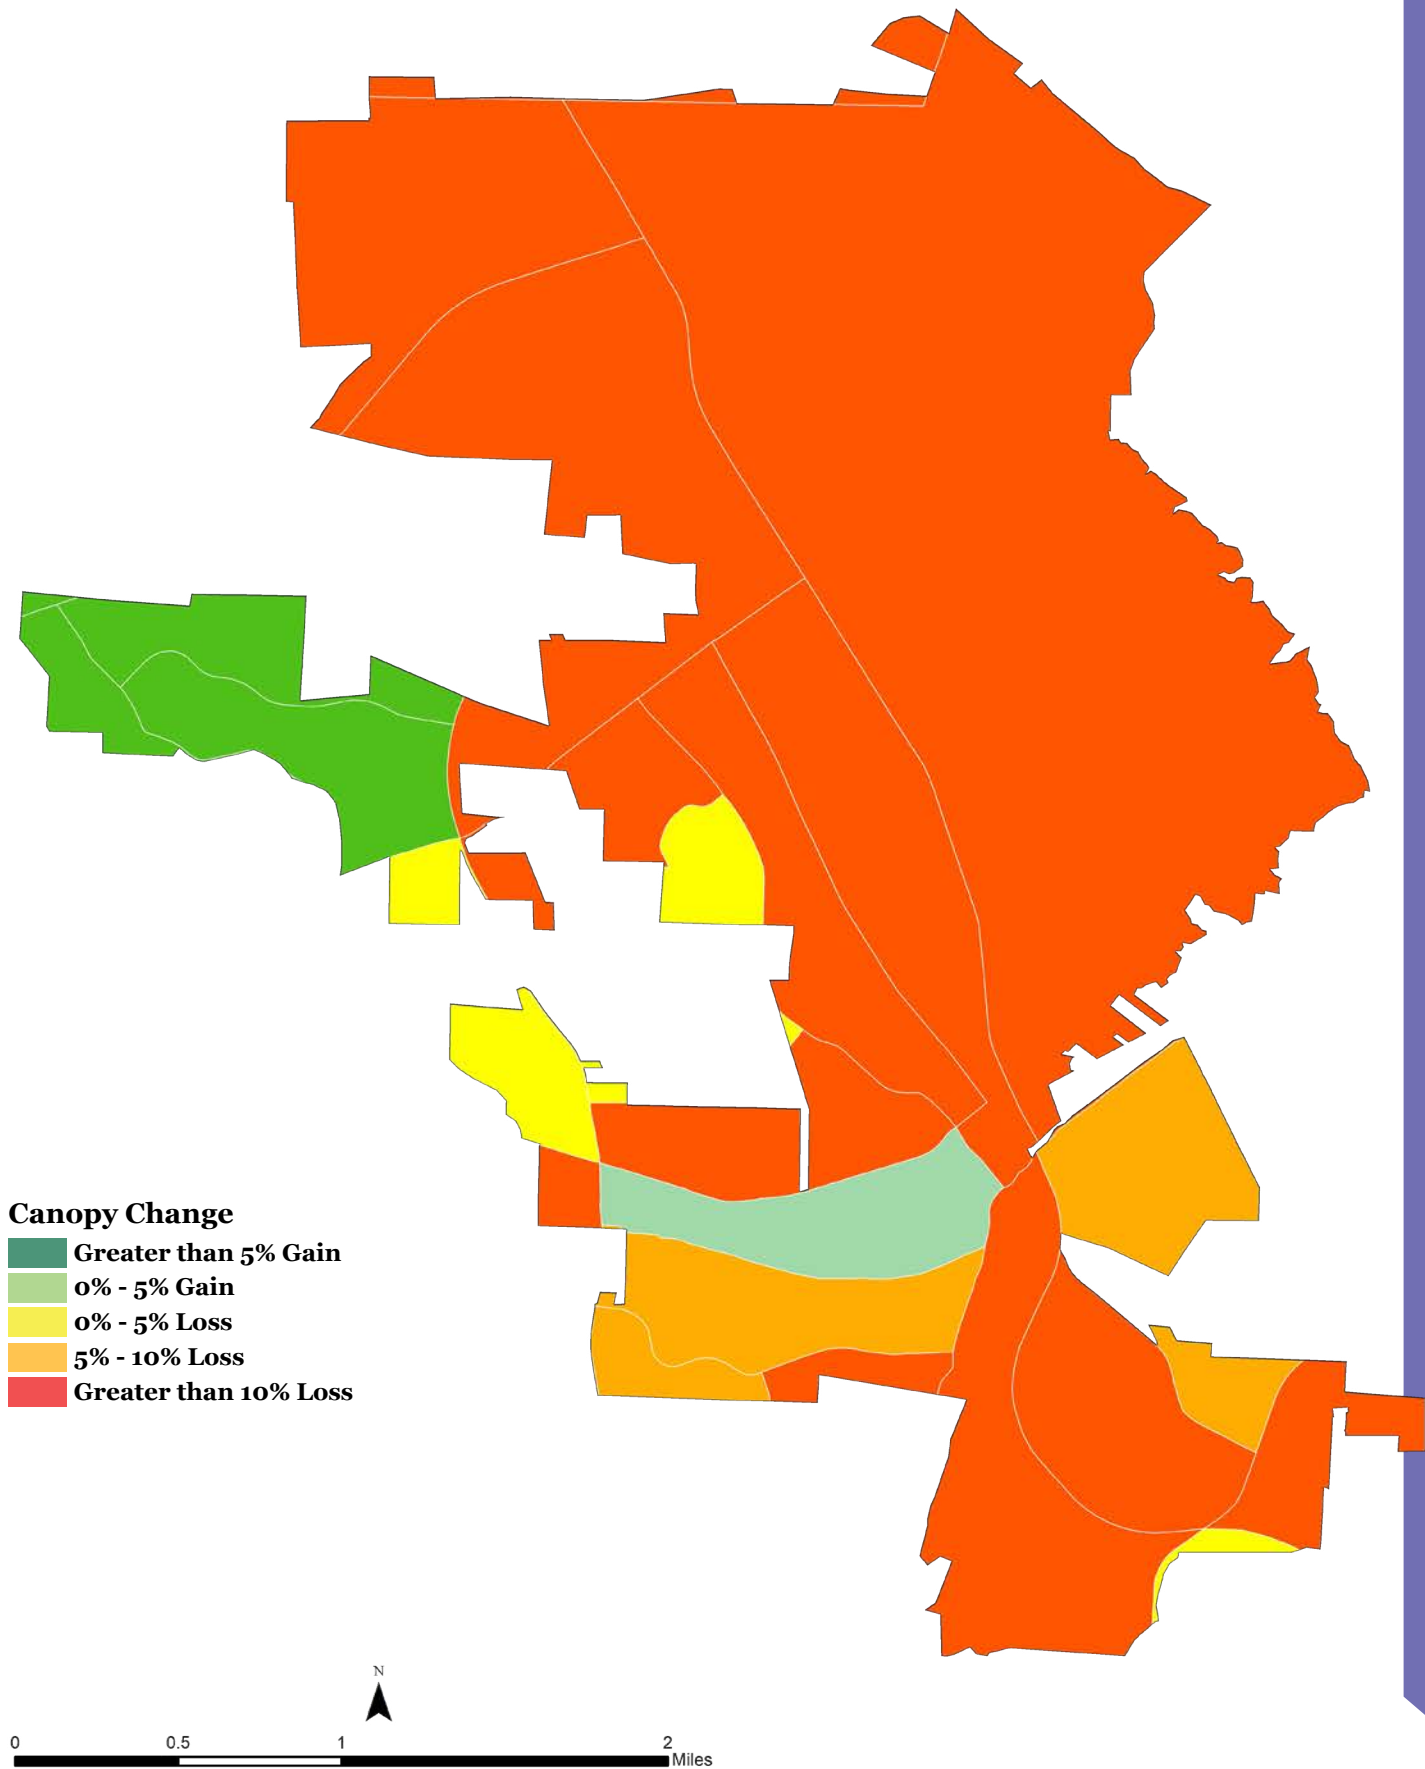 Canopy Change
Greater than 5% Gain
0% - 5% Gain
0% - 5% Loss
5% - 10% Loss
Greater than 10% Loss
N
0 0.5 1 2 Miles